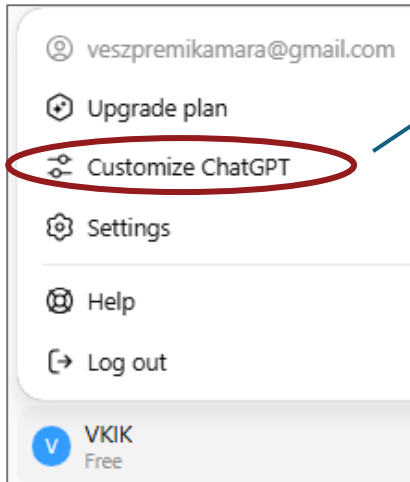 veszpremikamara@gmail.com
Upgrade plan
Customize ChatGPT
Settings
Help
Log out
V
VKIK
Free